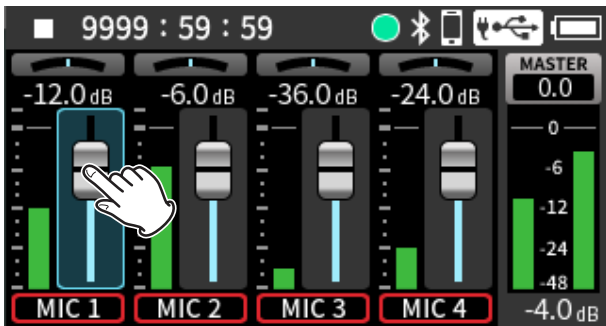 9999 : 59 : 59
-12.0 dB
-6.0 dB
-36.0 dB
-24.0 dB
MASTER
0.0
0
-6
-12
-24
-48
-4.0 dB
MIC 1
MIC 2
MIC 3
MIC 4